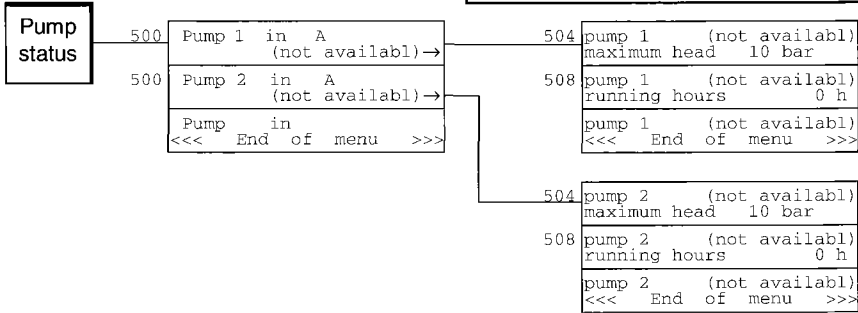 Pump
status
500 Pump 1 in A
(not availabl)→
500 Pump 2 in A
(not availabl)→
Pump in
<<< End of menu >>>
504 pump 1 (not availabl)
maximum head 10 bar
508 pump 1 (not availabl)
running hours 0 h
pump 1 (not availabl)
<<< End of menu >>>
504 pump 2 (not availabl)
maximum head 10 bar
508 pump 2 (not availabl)
running hours 0 h
pump 2 (not availabl)
<<< End of menu >>>